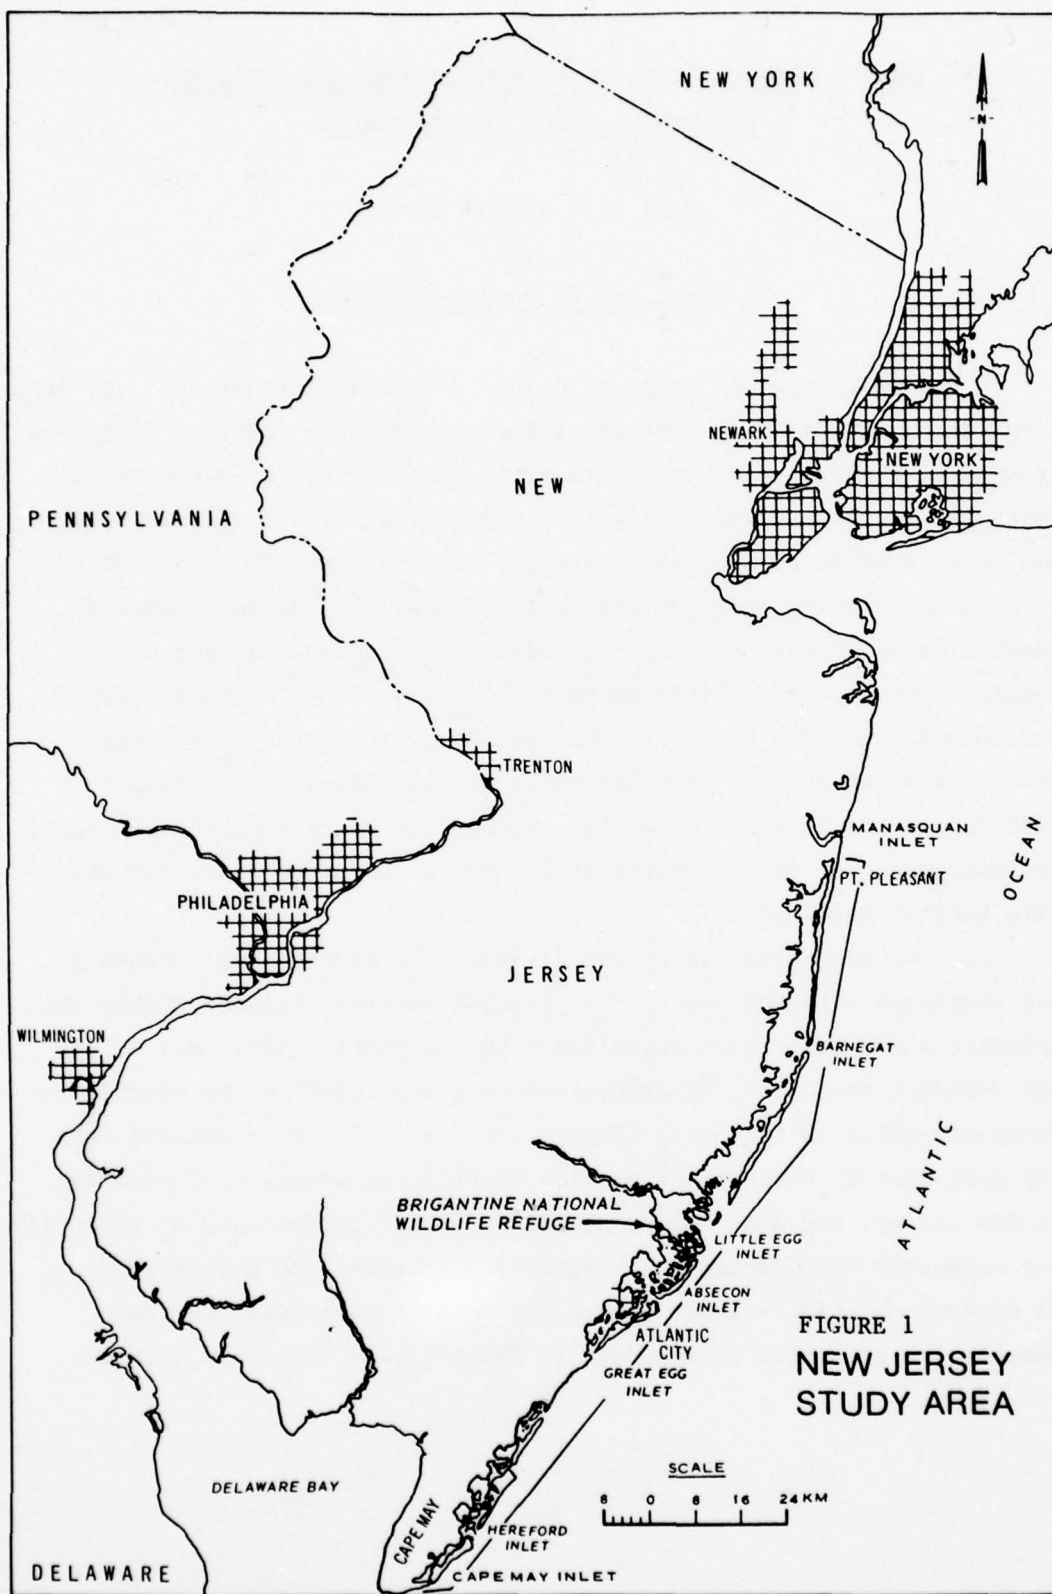 NEW YORK
-N-
NEWARK
NEW YORK
NEW
PENNSYLVANIA
TRENTON
MANASQUAN
INLET
PT. PLEASANT
OCEAN
PHILADELPHIA
JERSEY
WILMINGTON
BARNEGAT
INLET
ATLANTIC
BRIGANTINE NATIONAL
WILDLIFE REFUGE
LITTLE EGG
INLET
ABSECON
INLET
ATLANTIC
CITY
GREAT EGG
INLET
FIGURE 1
NEW JERSEY
STUDY AREA
SCALE
8 0 8 16 24 KM
DELAWARE BAY
CAPE MAY
HEREFORD
INLET
CAPE MAY INLET
DELAWARE